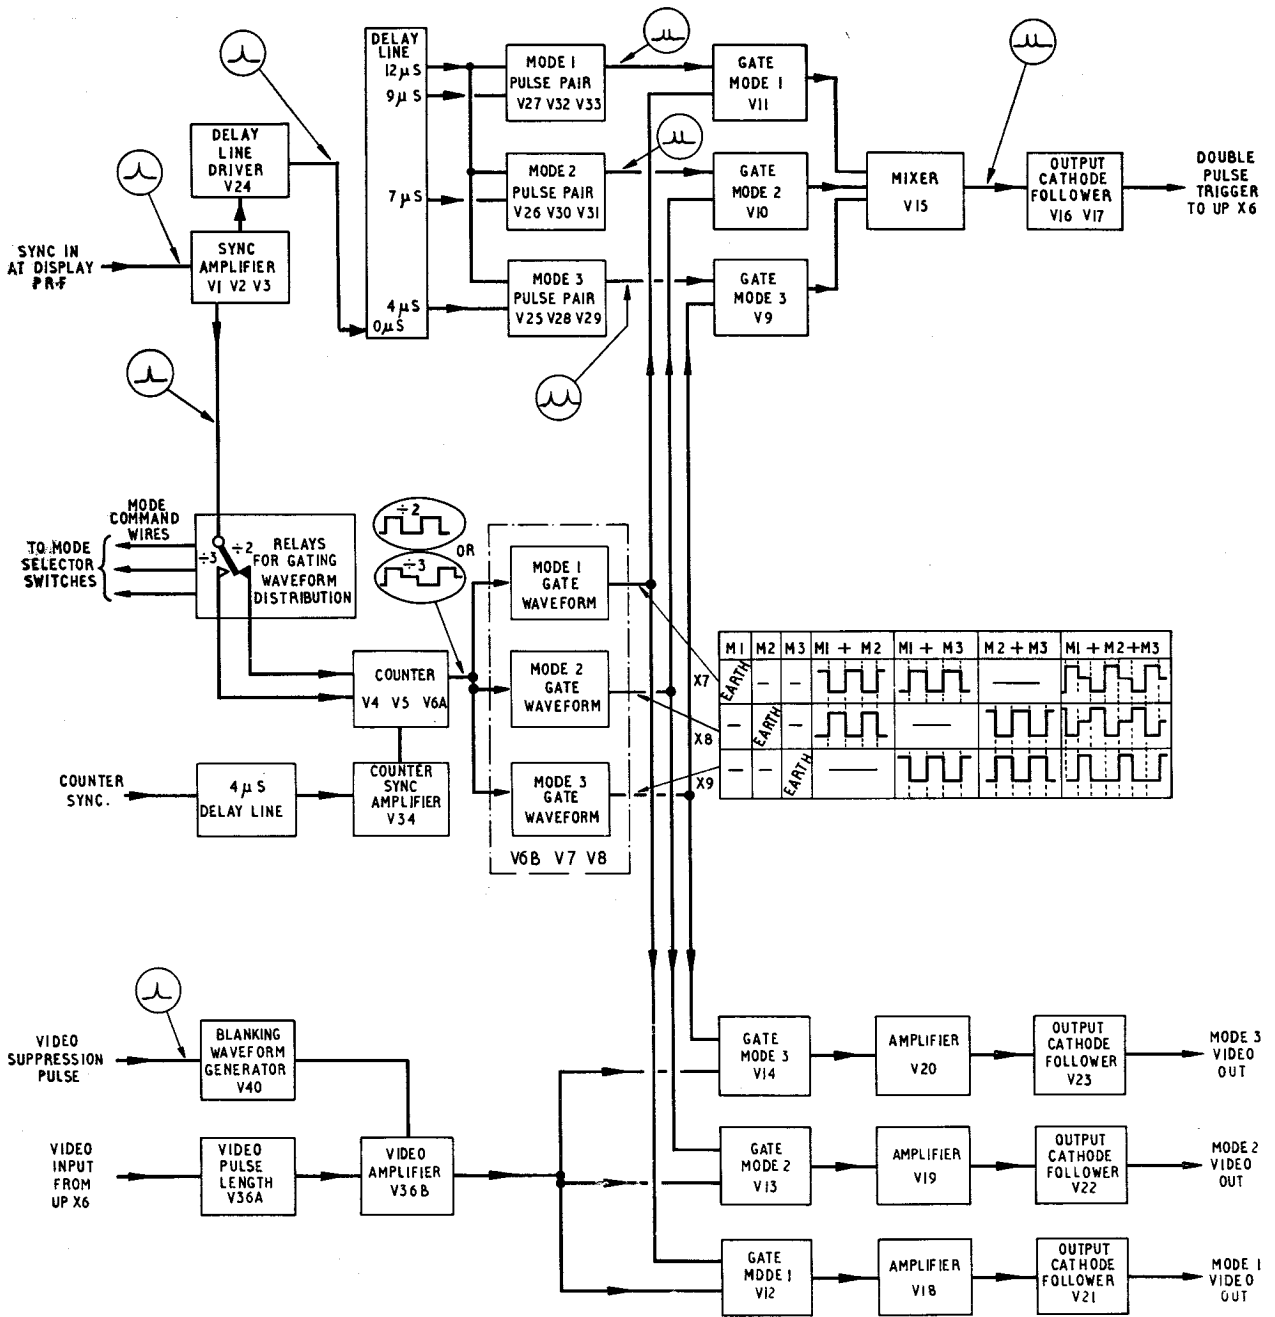 DELAY
LINE
12µS
9µS
7µS
4µS
0µS
MODE 1
PULSE PAIR
V27 V32 V33
GATE
MODE 1
V11
DELAY
LINE
DRIVER
V24
MODE 2
PULSE PAIR
V26 V30 V31
GATE
MODE 2
V10
MIXER
V15
OUTPUT
CATHODE
FOLLOWER
V16 V17
DOUBLE
PULSE
TRIGGER
TO UP X6
SYNC IN
AT DISPLAY
PRF
SYNC
AMPLIFIER
V1 V2 V3
MODE 3
PULSE PAIR
V25 V28 V29
GATE
MODE 3
V9
MODE
COMMAND
WIRES
TO MODE
SELECTOR
SWITCHES
÷3
÷2
RELAYS
FOR GATING
WAVEFORM
DISTRIBUTION
÷2
OR
÷3
MODE 1
GATE
WAVEFORM
MODE 2
GATE
WAVEFORM
MODE 3
GATE
WAVEFORM
V6B V7 V8
COUNTER
V4 V5 V6A
COUNTER
SYNC.
4µS
DELAY LINE
COUNTER
SYNC
AMPLIFIER
V34
M1 M2 M3 M1 + M2 M1 + M3 M2 + M3 M1 + M2 + M3
X7 EARTH – –
X8 – EARTH –
X9 – – EARTH
VIDEO
SUPPRESSION
PULSE
BLANKING
WAVEFORM
GENERATOR
V40
VIDEO
INPUT
FROM
UP X6
VIDEO
PULSE
LENGTH
V36A
VIDEO
AMPLIFIER
V36B
GATE
MODE 3
V14
AMPLIFIER
V20
OUTPUT
CATHODE
FOLLOWER
V23
MODE 3
VIDEO
OUT
GATE
MODE 2
V13
AMPLIFIER
V19
OUTPUT
CATHODE
FOLLOWER
V22
MODE 2
VIDEO
OUT
GATE
MODE 1
V12
AMPLIFIER
V18
OUTPUT
CATHODE
FOLLOWER
V21
MODE 1
VIDEO
OUT